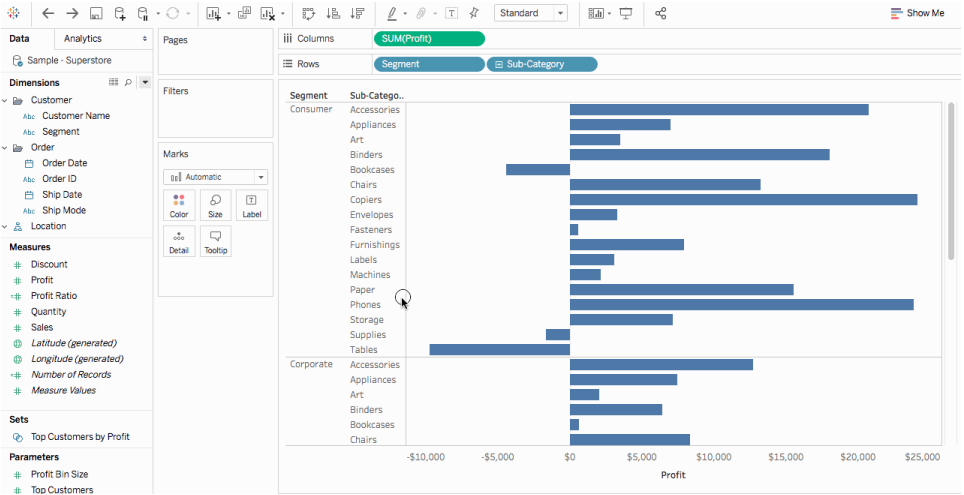 Standard
Show Me
Data
Analytics
Sample - Superstore
Dimensions
Customer
Abc Customer Name
Abc Segment
Order
Order Date
Abc Order ID
Ship Date
Abc Ship Mode
Location
Measures
Discount
Profit
Profit Ratio
Quantity
Sales
Latitude (generated)
Longitude (generated)
Number of Records
Measure Values
Sets
Top Customers by Profit
Parameters
Profit Bin Size
Top Customers
Pages
Filters
Marks
Automatic
Color Size Label
Detail Tooltip
Columns SUM(Profit)
Rows Segment Sub-Category
Segment Sub-Catego..
Consumer Accessories
Appliances
Art
Binders
Bookcases
Chairs
Copiers
Envelopes
Fasteners
Furnishings
Labels
Machines
Paper
Phones
Storage
Supplies
Tables
Corporate Accessories
Appliances
Art
Binders
Bookcases
Chairs
-$10,000 -$5,000 $0 $5,000 $10,000 $15,000 $20,000 $25,000
Profit